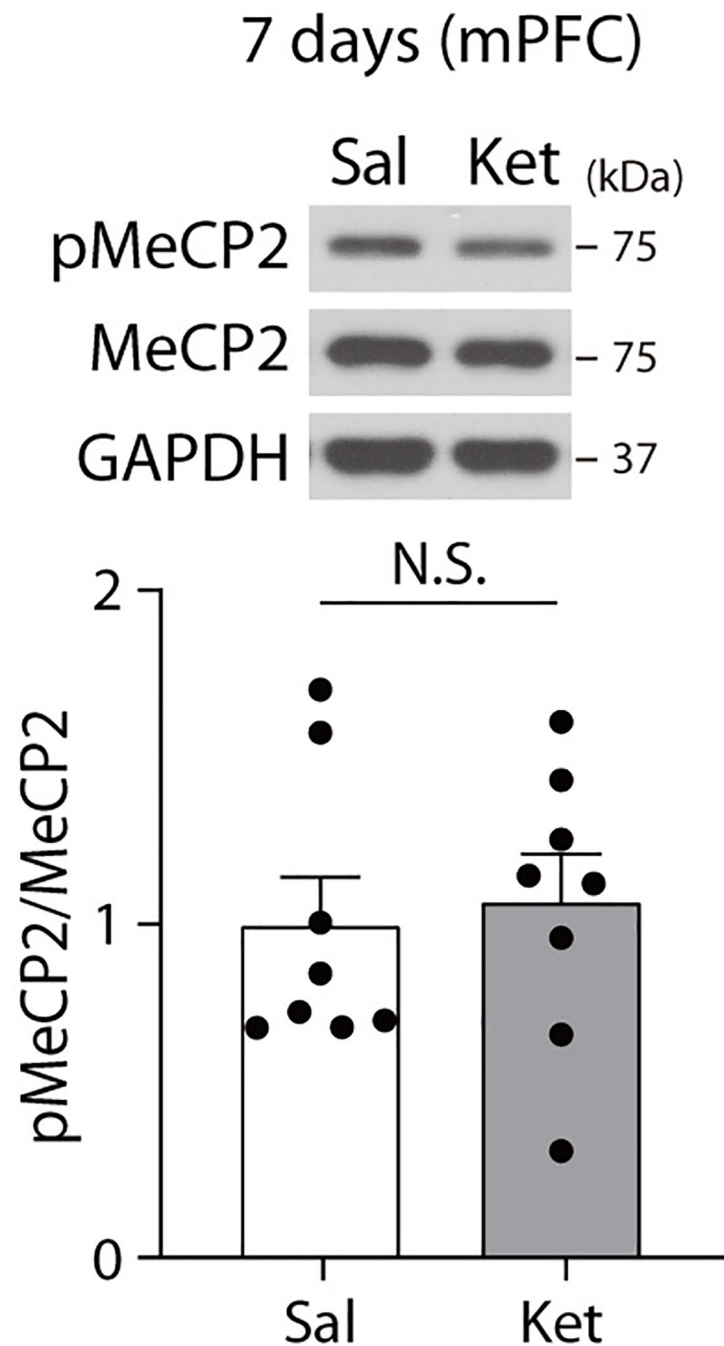 7 days (mPFC)
Sal Ket (kDa)
pMeCP2 – 75
MeCP2 – 75
GAPDH – 37
N.S.
2
1
0
pMeCP2/MeCP2
Sal Ket